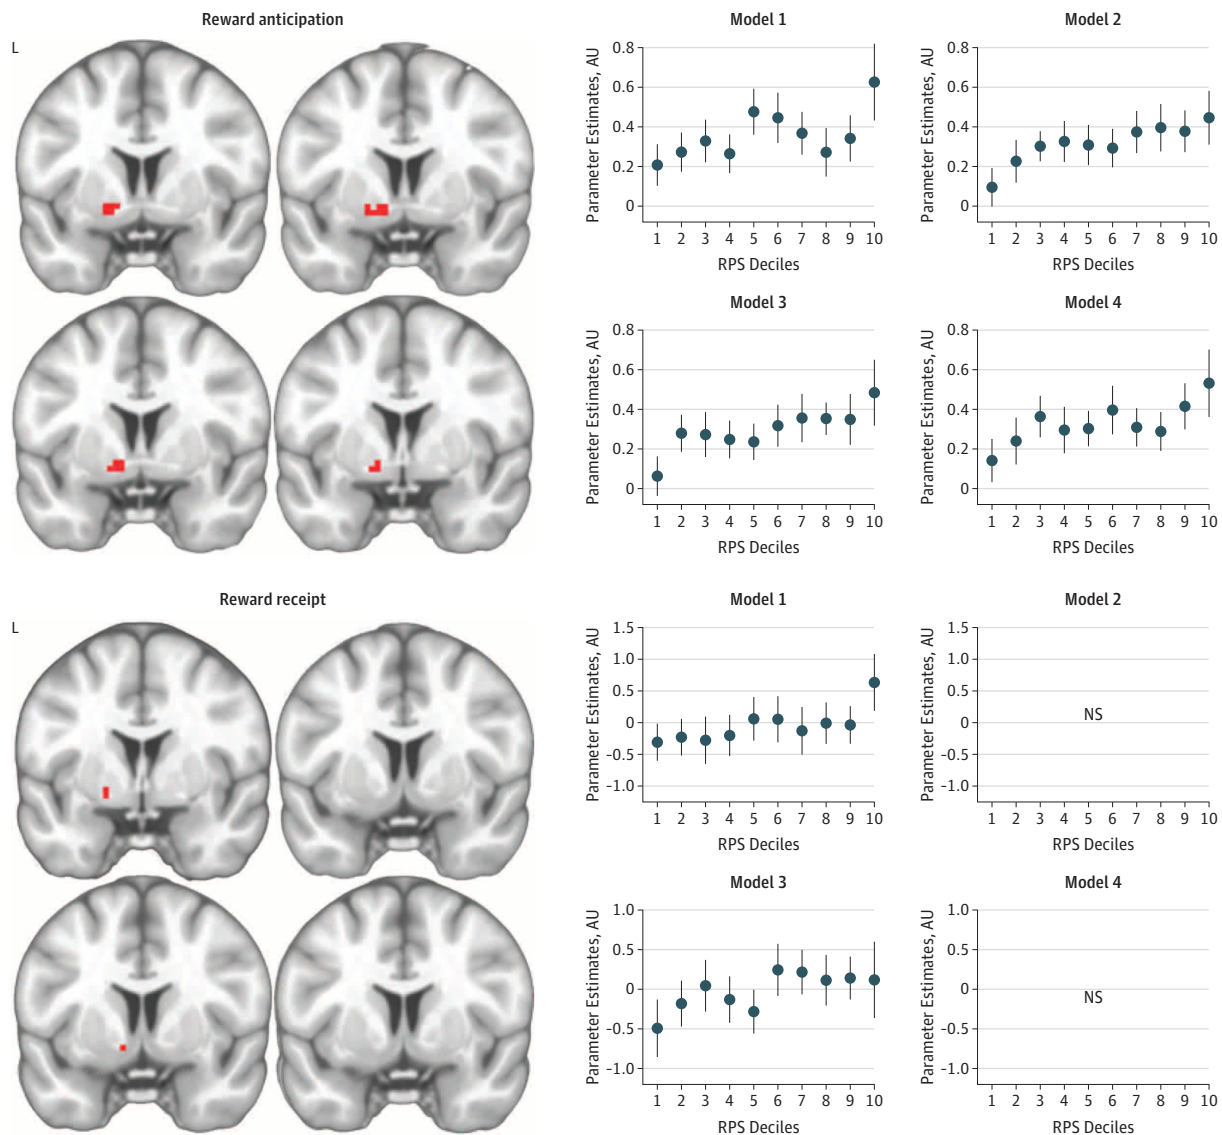 Reward anticipation
L
Model 1
Parameter Estimates, AU
0.8
0.6
0.4
0.2
0
1 2 3 4 5 6 7 8 9 10
RPS Deciles
Model 2
Parameter Estimates, AU
0.8
0.6
0.4
0.2
0
1 2 3 4 5 6 7 8 9 10
RPS Deciles
Model 3
Parameter Estimates, AU
0.8
0.6
0.4
0.2
0
1 2 3 4 5 6 7 8 9 10
RPS Deciles
Model 4
Parameter Estimates, AU
0.8
0.6
0.4
0.2
0
1 2 3 4 5 6 7 8 9 10
RPS Deciles
Reward receipt
L
Model 1
Parameter Estimates, AU
1.5
1.0
0.5
0
-0.5
-1.0
1 2 3 4 5 6 7 8 9 10
RPS Deciles
Model 2
Parameter Estimates, AU
1.5
1.0
0.5
0
-0.5
-1.0
NS
1 2 3 4 5 6 7 8 9 10
RPS Deciles
Model 3
Parameter Estimates, AU
1.0
0.5
0
-0.5
-1.0
1 2 3 4 5 6 7 8 9 10
RPS Deciles
Model 4
Parameter Estimates, AU
1.0
0.5
0
-0.5
-1.0
NS
1 2 3 4 5 6 7 8 9 10
RPS Deciles